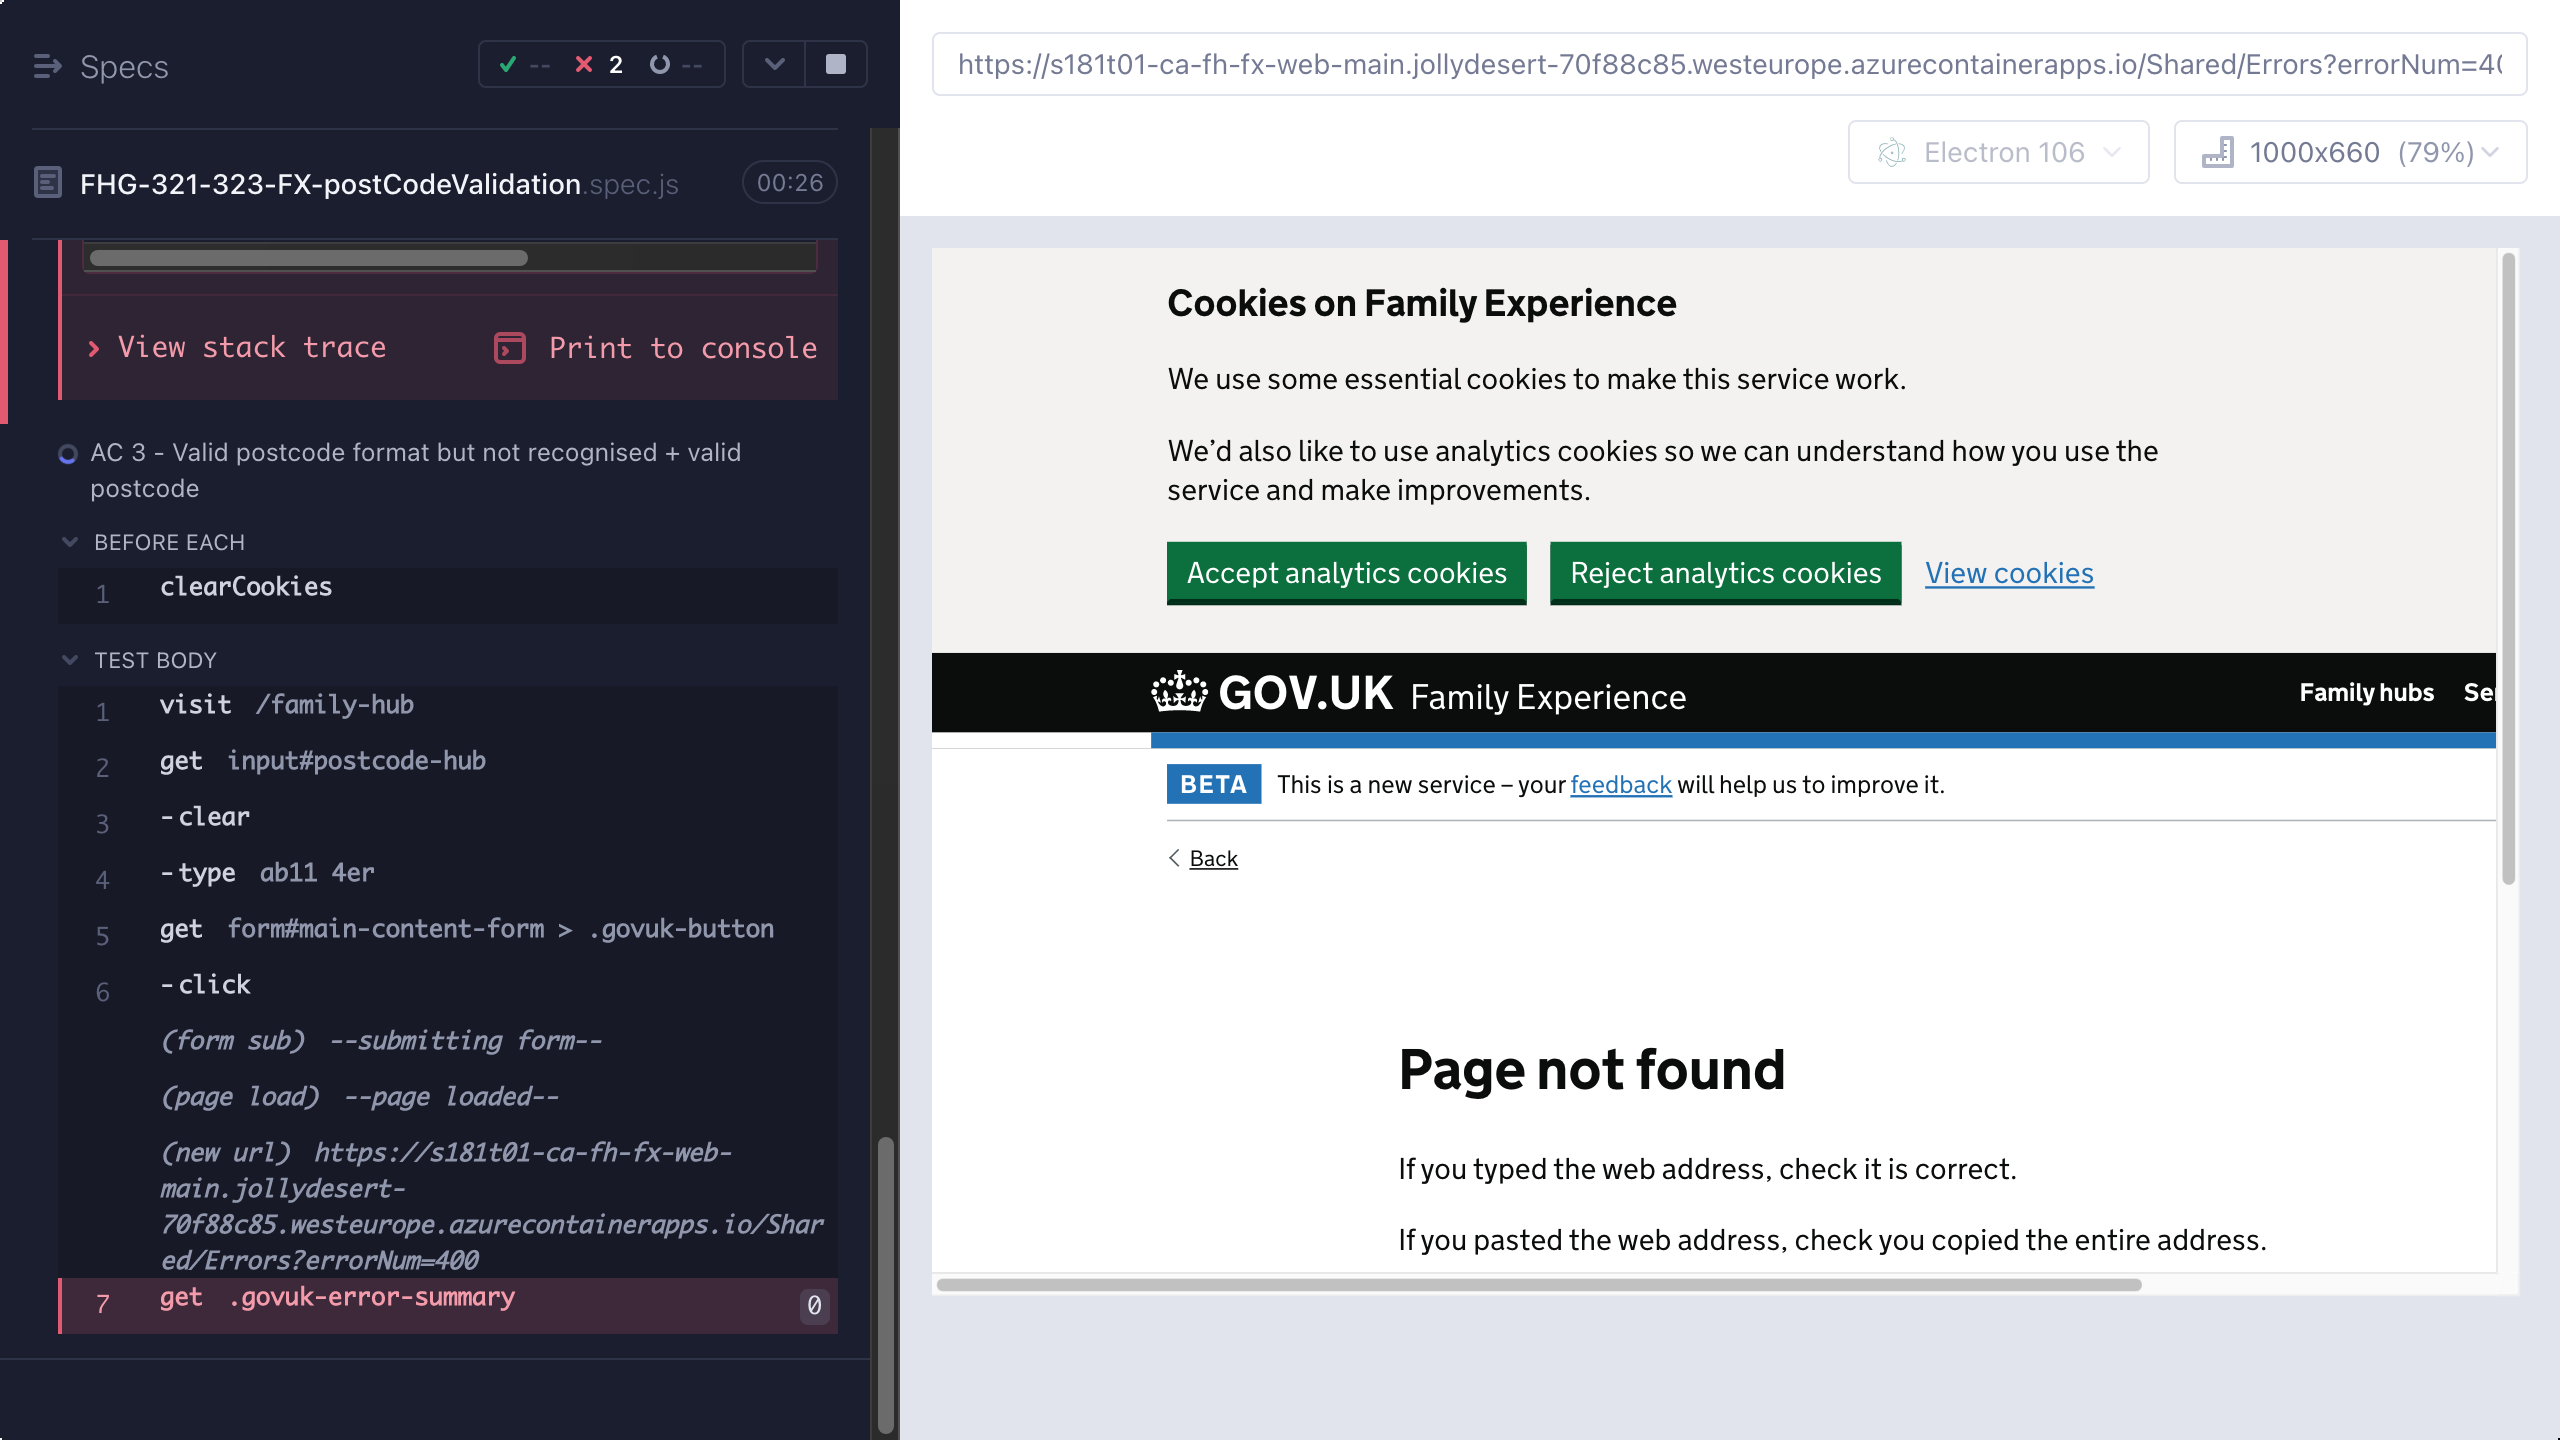 Specs
-- 2 --
FHG-321-323-FX-postCodeValidation.spec.js 00:26
View stack trace Print to console
AC 3 - Valid postcode format but not recognised + valid
postcode
BEFORE EACH
1 clearCookies
TEST BODY
1 visit /family-hub
2 get input#postcode-hub
3 -clear
4 -type ab11 4er
5 get form#main-content-form > .govuk-button
6 -click
(form sub) --submitting form--
(page load) --page loaded--
(new url) https://s181t01-ca-fh-fx-web-
main.jollydesert-
70f88c85.westeurope.azurecontainerapps.io/Shar
ed/Errors?errorNum=400
7 get .govuk-error-summary 0
https://s181t01-ca-fh-fx-web-main.jollydesert-70f88c85.westeurope.azurecontainerapps.io/Shared/Errors?errorNum=40
Electron 106
1000x660 (79%)
Cookies on Family Experience
We use some essential cookies to make this service work.
We’d also like to use analytics cookies so we can understand how you use the
service and make improvements.
Accept analytics cookies Reject analytics cookies View cookies
GOV.UK Family Experience Family hubs Ser
BETA This is a new service – your feedback will help us to improve it.
Back
Page not found
If you typed the web address, check it is correct.
If you pasted the web address, check you copied the entire address.